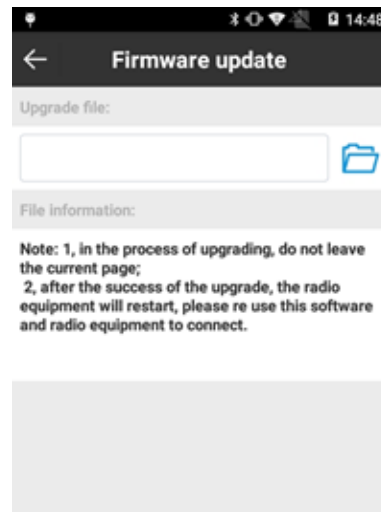 14:48
Firmware update
Upgrade file:
File information:
Note: 1, in the process of upgrading, do not leave
the current page;
2, after the success of the upgrade, the radio
equipment will restart, please re use this software
and radio equipment to connect.